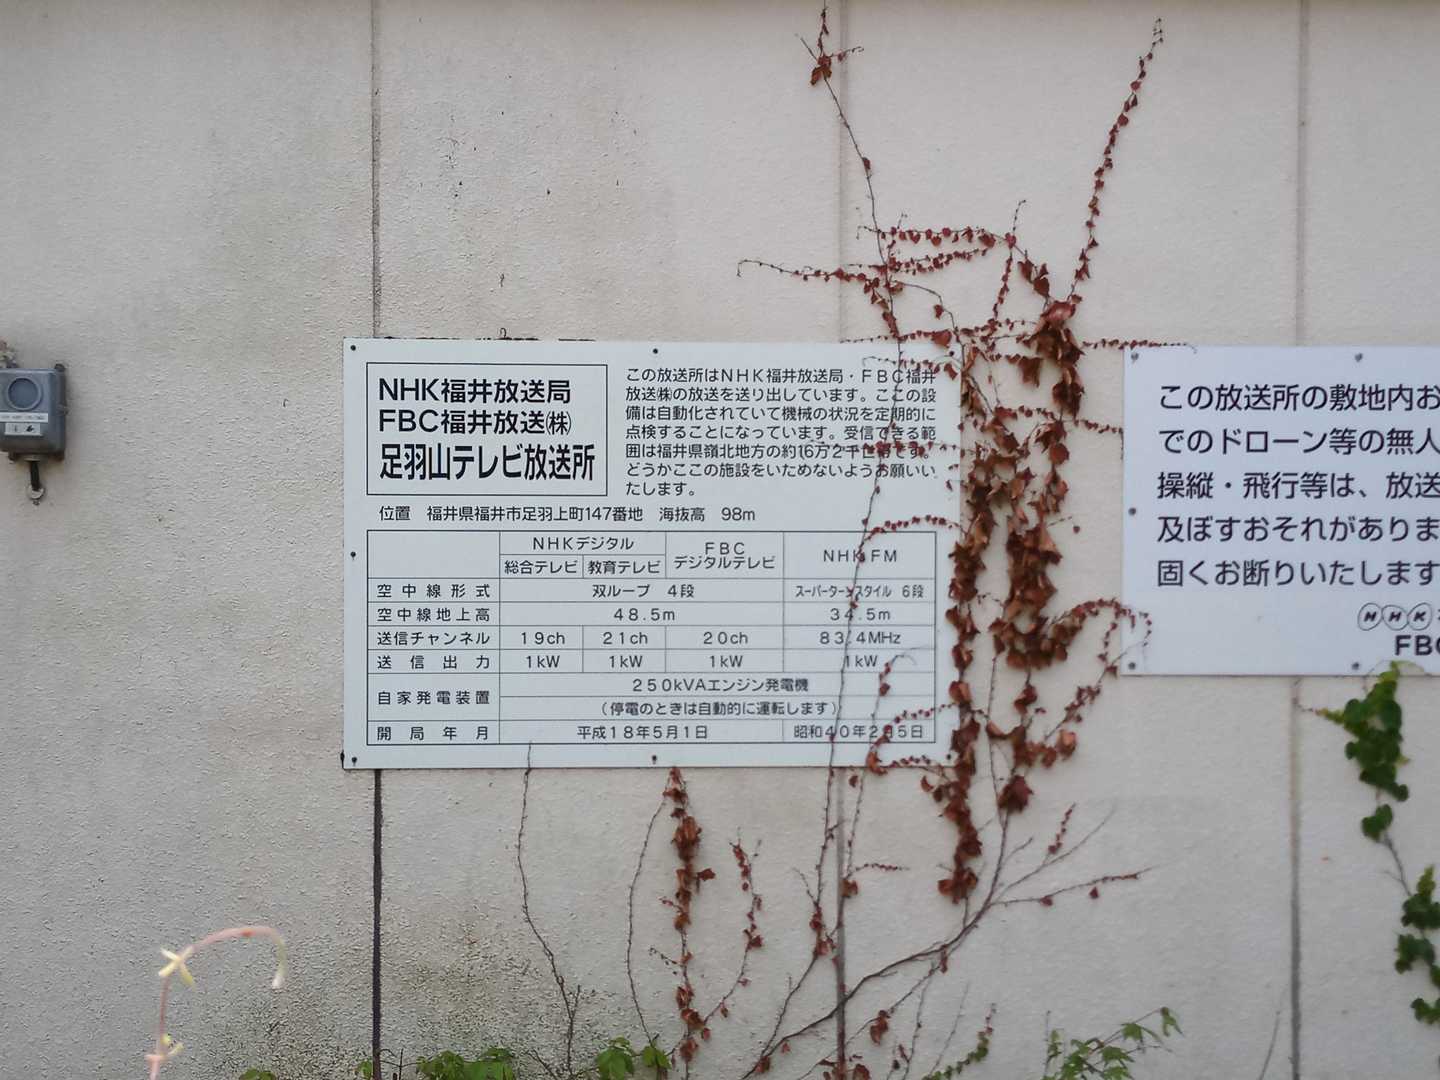 NHK福井放送局
FBC福井放送㈱
足羽山テレビ放送所
この放送所はNHK福井放送局・FBC福井
放送㈱の放送を送り出しています。ここの設
備は自動化されていて機械の状況を定期的に
点検することになっています。受信できる範
囲は福井県嶺北地方の約16万2千世帯です。
どうかここの施設をいためないようお願いい
たします。
位置 福井県福井市足羽上町147番地 海抜高 98m
NHKデジタル FBC デジタルテレビ NHK FM
総合テレビ 教育テレビ
空中線形式 双ループ 4段 スーパーターンスタイル 6段
空中線地上高 48.5m 34.5m
送信チャンネル 19ch 21ch 20ch 83.4MHz
送信出力 1kW 1kW 1kW 1kW
自家発電装置 250kVAエンジン発電機
(停電のときは自動的に運転します)
開局年月 平成18年5月1日 昭和40年2月5日
この放送所の敷地内お
でのドローン等の無人
操縦・飛行等は、放送
及ぼすおそれがありま
固くお断りいたします
NHK
FBC